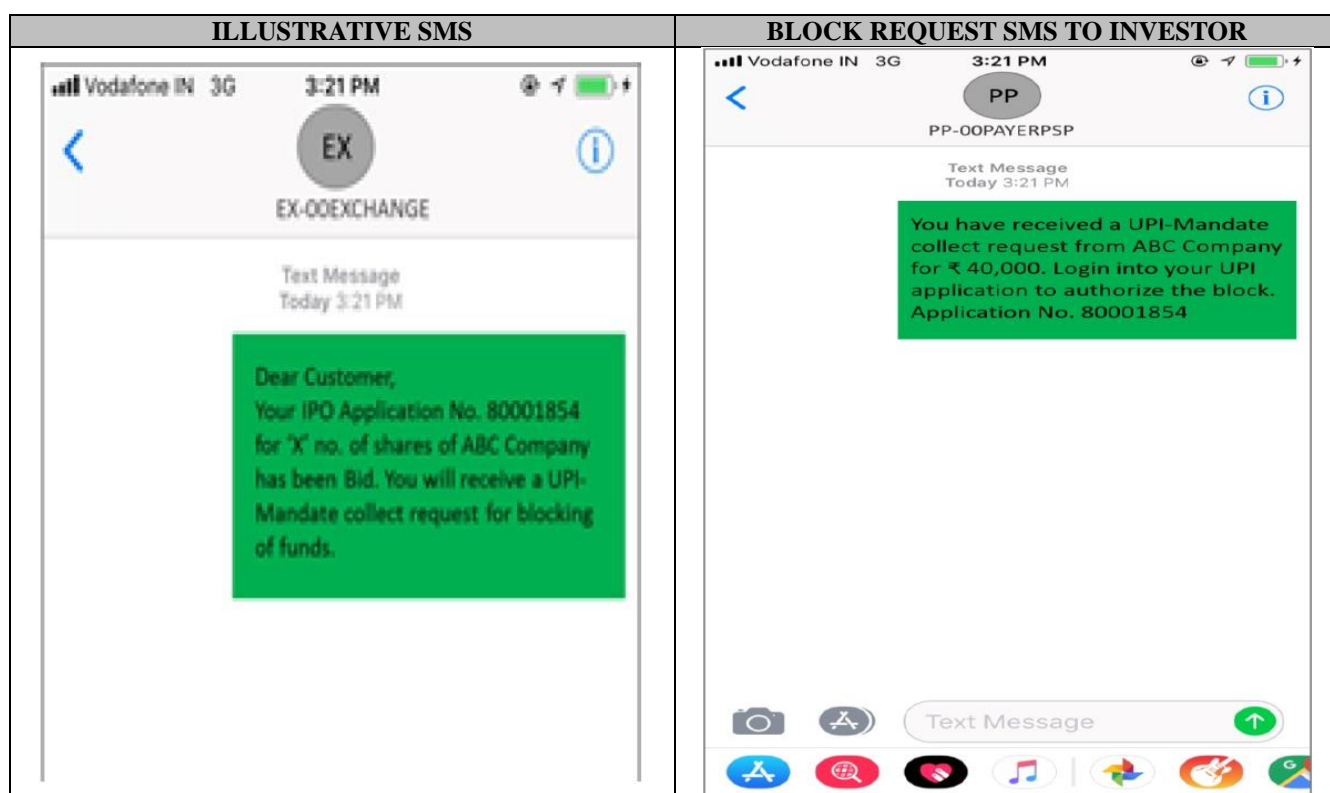 ILLUSTRATIVE SMS
Vodafone IN 3G 3:21 PM
EX
EX-00EXCHANGE
Text Message
Today 3:21 PM
Dear Customer,
Your IPO Application No. 80001854
for 'X' no. of shares of ABC Company
has been Bid. You will receive a UPI-
Mandate collect request for blocking
of funds.
BLOCK REQUEST SMS TO INVESTOR
Vodafone IN 3G 3:21 PM
PP
PP-00PAYERPSP
Text Message
Today 3:21 PM
You have received a UPI-Mandate
collect request from ABC Company
for ₹ 40,000. Login into your UPI
application to authorize the block.
Application No. 80001854
Text Message
G